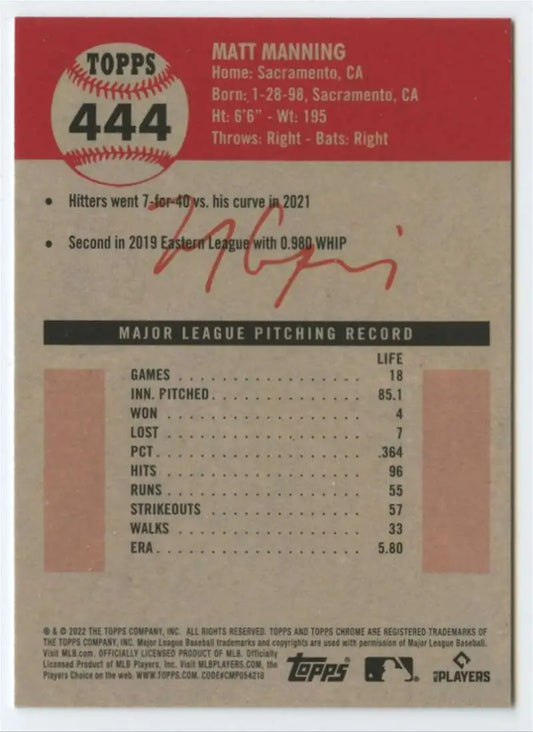 TOPPS
444
MATT MANNING
Home: Sacramento, CA
Born: 1-28-98, Sacramento, CA
Ht: 6'6" - Wt: 195
Throws: Right - Bats: Right
• Hitters went 7-for-40 vs. his curve in 2021
• Second in 2019 Eastern League with 0.980 WHIP
MAJOR LEAGUE PITCHING RECORD
LIFE
GAMES . . . . . . . . . . . . . . . . . 18
INN. PITCHED . . . . . . . . . . . . . . 85.1
WON . . . . . . . . . . . . . . . . . . 4
LOST . . . . . . . . . . . . . . . . . . 7
PCT. . . . . . . . . . . . . . . . . . . .364
HITS . . . . . . . . . . . . . . . . . . 96
RUNS . . . . . . . . . . . . . . . . . . 55
STRIKEOUTS . . . . . . . . . . . . . . . 57
WALKS . . . . . . . . . . . . . . . . . 33
ERA . . . . . . . . . . . . . . . . . . 5.80
® & © 2022 THE TOPPS COMPANY, INC. ALL RIGHTS RESERVED. TOPPS AND TOPPS CHROME ARE REGISTERED TRADEMARKS OF
THE TOPPS COMPANY, INC. Major League Baseball trademarks and copyrights are used with permission of Major League Baseball.
Visit MLB.com. OFFICIALLY LICENSED PRODUCT OF MLB. Officially
Licensed Product of MLB Players, Inc. Visit MLBPLAYERS.COM, the
Players Choice on the web. WWW.TOPPS.COM. CODE#CMP054218
topps
PLAYERS